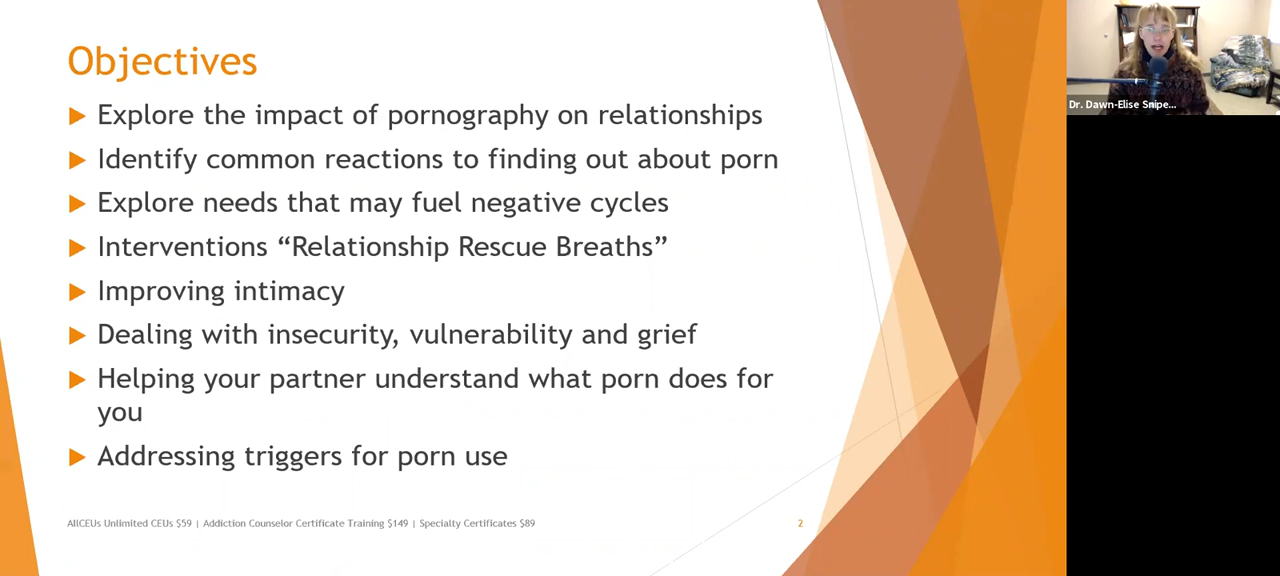 Objectives
Explore the impact of pornography on relationships
Identify common reactions to finding out about porn
Explore needs that may fuel negative cycles
Interventions “Relationship Rescue Breaths”
Improving intimacy
Dealing with insecurity, vulnerability and grief
Helping your partner understand what porn does for
you
Addressing triggers for porn use
AllCEUs Unlimited CEUs $59 | Addiction Counselor Certificate Training $149 | Specialty Certificates $89
2
Dr. Dawn-Elise Snipe...